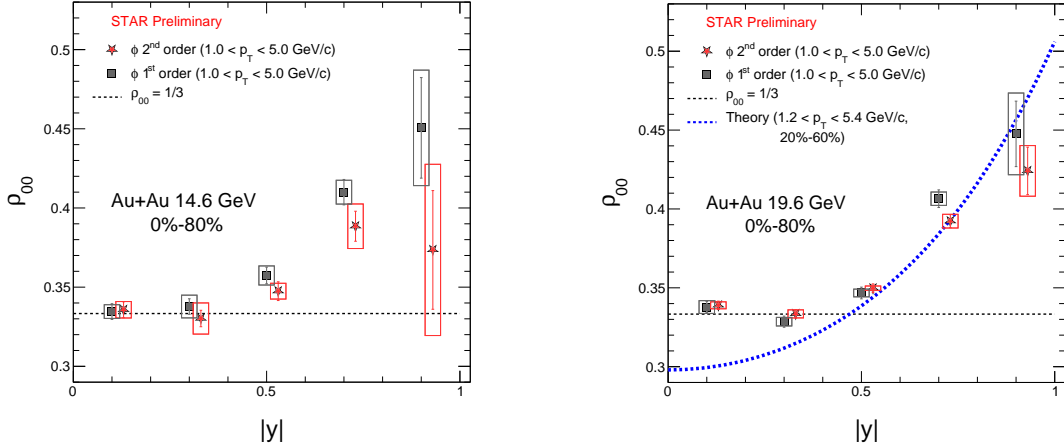 STAR Preliminary
ϕ 2nd order (1.0 < pT < 5.0 GeV/c)
ϕ 1st order (1.0 < pT < 5.0 GeV/c)
ρ00 = 1/3
Au+Au 14.6 GeV
0%-80%
ρ00
0.45
0.4
0.35
0.3
0
0.5
1
|y|
STAR Preliminary
ϕ 2nd order (1.0 < pT < 5.0 GeV/c)
ϕ 1st order (1.0 < pT < 5.0 GeV/c)
ρ00 = 1/3
Theory (1.2 < pT < 5.4 GeV/c,
20%-60%)
Au+Au 19.6 GeV
0%-80%
ρ00
0.5
0.45
0.4
0.35
0.3
0
0.5
1
|y|